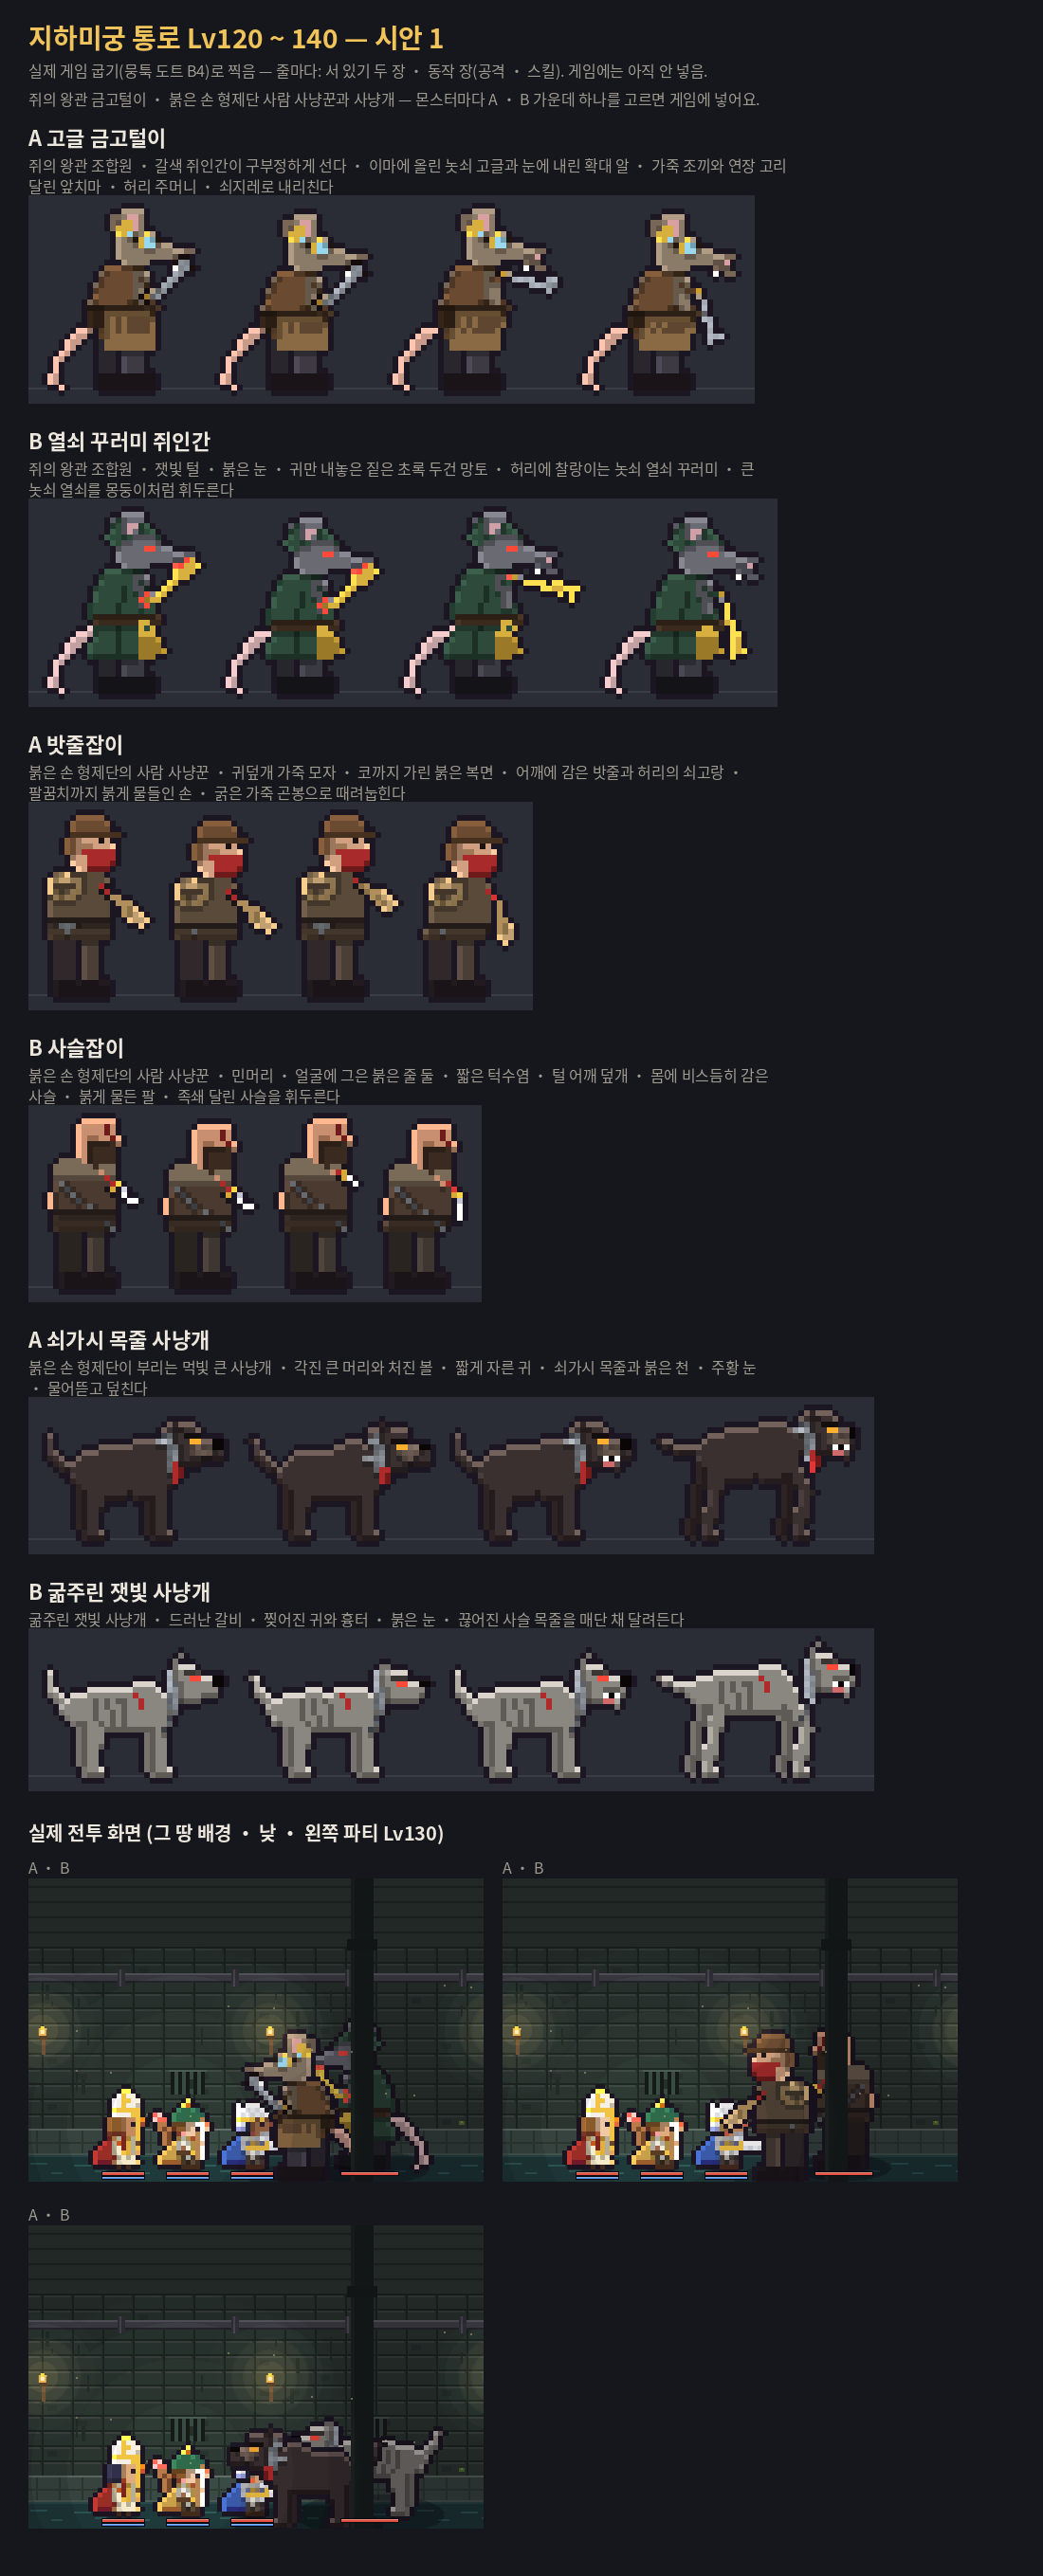 지하미궁 통로 Lv120 ~ 140 — 시안 1
실제 게임 굽기(뭉툭 도트 B4)로 찍음 — 줄마다: 서 있기 두 장 · 동작 장(공격 · 스킬). 게임에는 아직 안 넣음.
쥐의 왕관 금고털이 · 붉은 손 형제단 사람 사냥꾼과 사냥개 — 몬스터마다 A · B 가운데 하나를 고르면 게임에 넣어요.
A 고글 금고털이
쥐의 왕관 조합원 · 갈색 쥐인간이 구부정하게 선다 · 이마에 올린 놋쇠 고글과 눈에 내린 확대 알 · 가죽 조끼와 연장 고리
달린 앞치마 · 허리 주머니 · 쇠지레로 내리친다
B 열쇠 꾸러미 쥐인간
쥐의 왕관 조합원 · 잿빛 털 · 붉은 눈 · 귀만 내놓은 짙은 초록 두건 망토 · 허리에 찰랑이는 놋쇠 열쇠 꾸러미 · 큰
놋쇠 열쇠를 몽둥이처럼 휘두른다
A 밧줄잡이
붉은 손 형제단의 사람 사냥꾼 · 귀덮개 가죽 모자 · 코까지 가린 붉은 복면 · 어깨에 감은 밧줄과 허리의 쇠고랑 ·
팔꿈치까지 붉게 물들인 손 · 굵은 가죽 곤봉으로 때려눕힌다
B 사슬잡이
붉은 손 형제단의 사람 사냥꾼 · 민머리 · 얼굴에 그은 붉은 줄 둘 · 짧은 턱수염 · 털 어깨 덮개 · 몸에 비스듬히 감은
사슬 · 붉게 물든 팔 · 족쇄 달린 사슬을 휘두른다
A 쇠가시 목줄 사냥개
붉은 손 형제단이 부리는 먹빛 큰 사냥개 · 각진 큰 머리와 처진 볼 · 짧게 자른 귀 · 쇠가시 목줄과 붉은 천 · 주황 눈
· 물어뜯고 덮친다
B 굶주린 잿빛 사냥개
굶주린 잿빛 사냥개 · 드러난 갈비 · 찢어진 귀와 흉터 · 붉은 눈 · 끊어진 사슬 목줄을 매단 채 달려든다
실제 전투 화면 (그 땅 배경 · 낮 · 왼쪽 파티 Lv130)
A · B
A · B
A · B